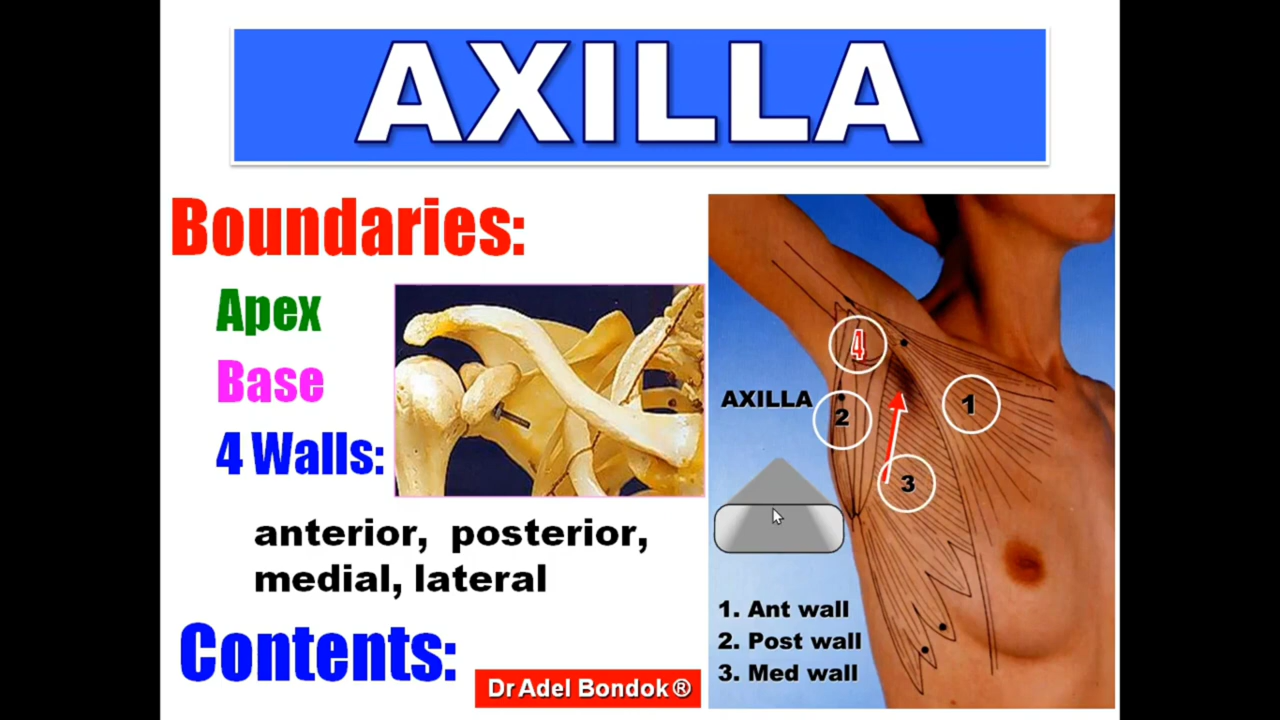 AXILLA
Boundaries:
Apex
Base
4 Walls:
anterior, posterior,
medial, lateral
Contents:
Dr Adel Bondok ®
4
AXILLA
2
1
3
1. Ant wall
2. Post wall
3. Med wall